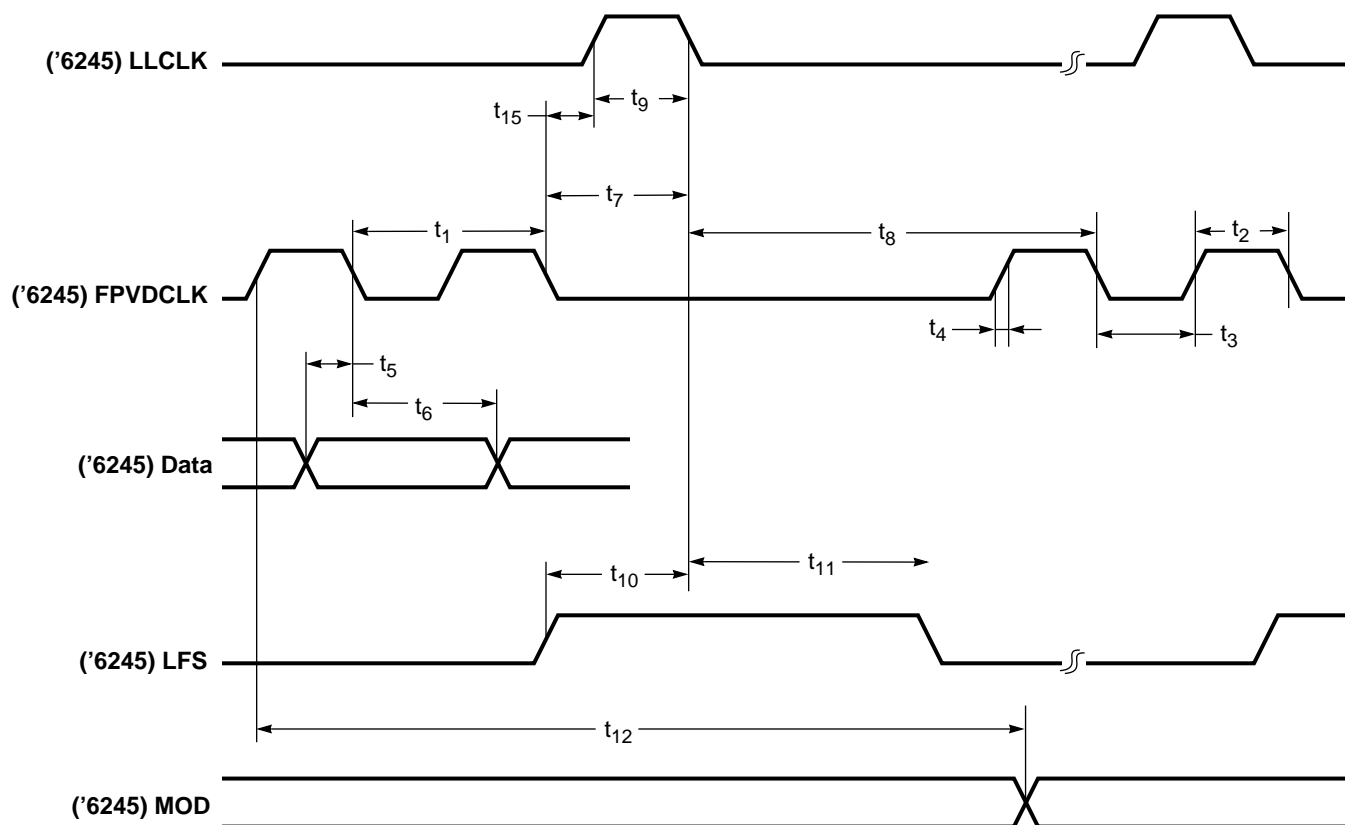 ('6245) LLCLK
t9
t15
t7
t1
t8
t2
('6245) FPVDCLK
t4
t3
t5
t6
('6245) Data
t11
t10
('6245) LFS
t12
('6245) MOD